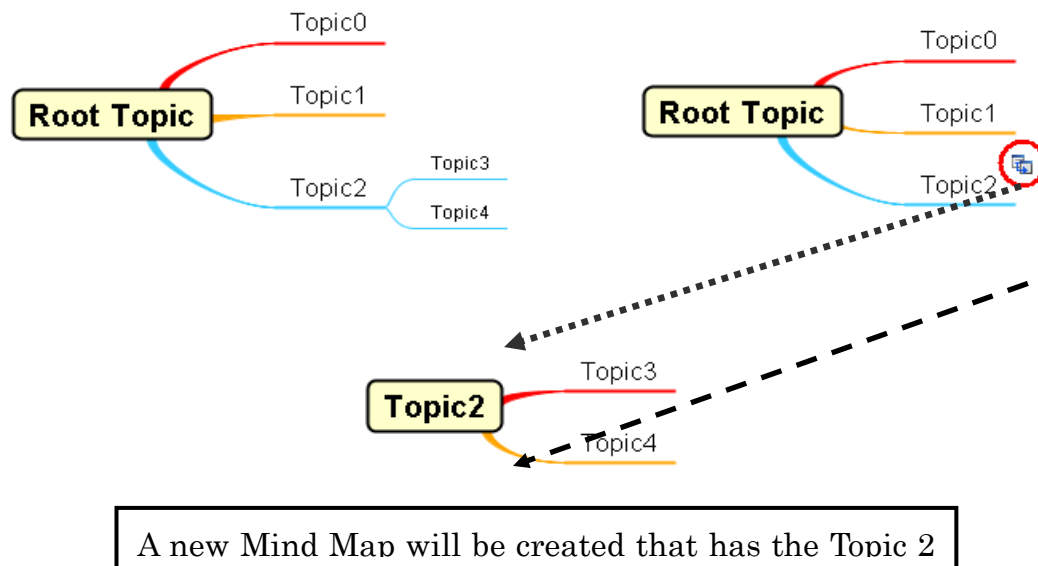 Topic0
Topic1
Root Topic
Topic2
Topic3
Topic4
Topic0
Root Topic
Topic1
Topic2
Topic3
Topic2
Topic4
A new Mind Map will be created that has the Topic 2